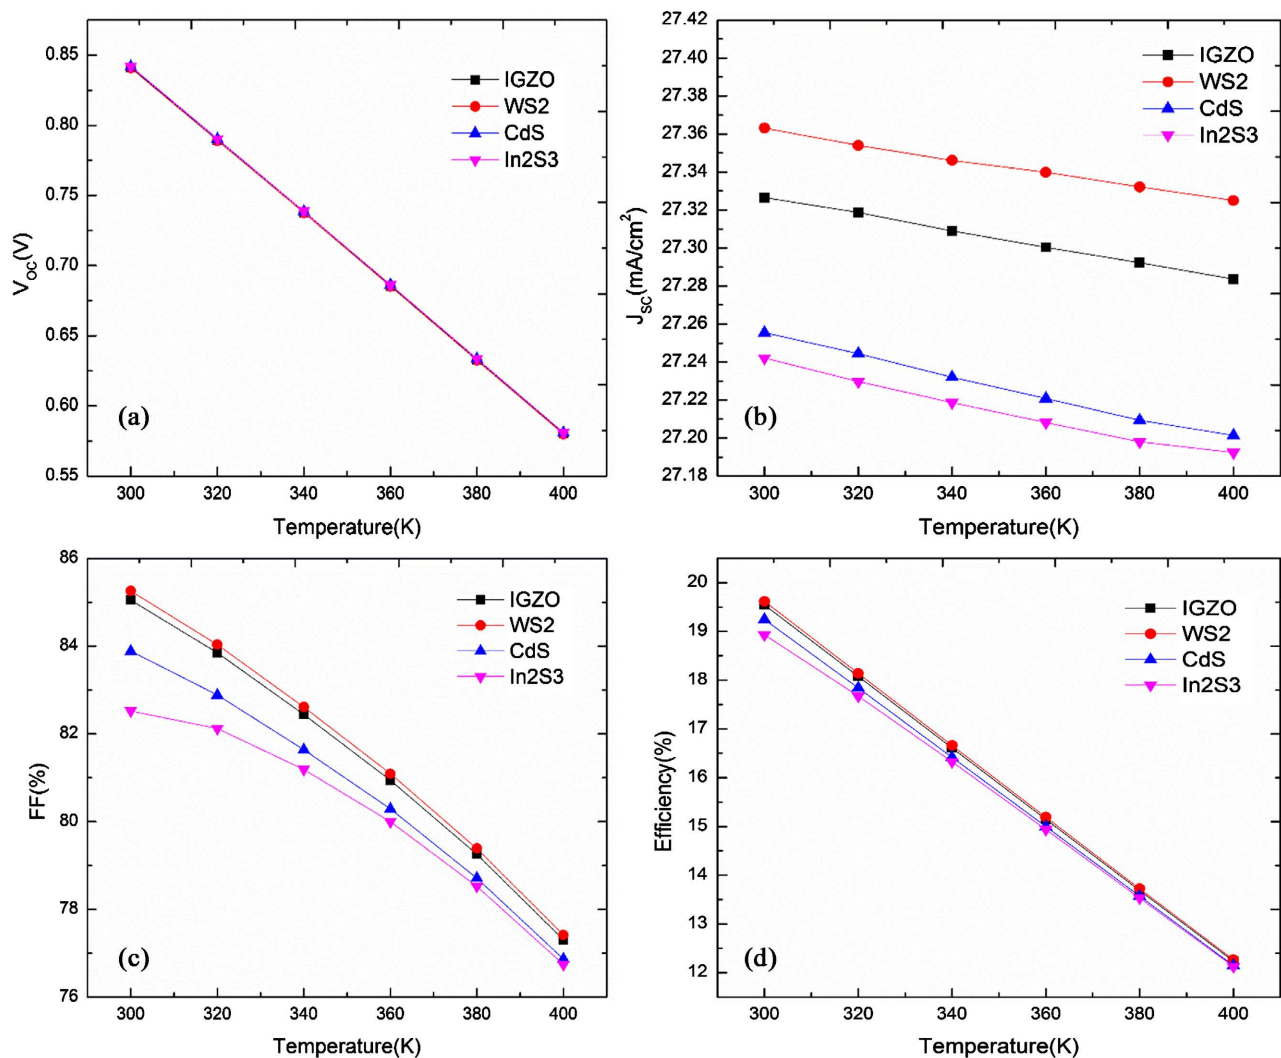 0.85
0.80
0.75
0.70
0.65
0.60
0.55
V_OC(V)
IGZO
WS2
CdS
In2S3
(a)
300 320 340 360 380 400
Temperature(K)
27.42
27.40
27.38
27.36
27.34
27.32
27.30
27.28
27.26
27.24
27.22
27.20
27.18
J_SC(mA/cm²)
IGZO
WS2
CdS
In2S3
(b)
300 320 340 360 380 400
Temperature(K)
86
84
82
80
78
76
FF(%)
IGZO
WS2
CdS
In2S3
(c)
300 320 340 360 380 400
Temperature(K)
20
19
18
17
16
15
14
13
12
Efficiency(%)
IGZO
WS2
CdS
In2S3
(d)
300 320 340 360 380 400
Temperature(K)